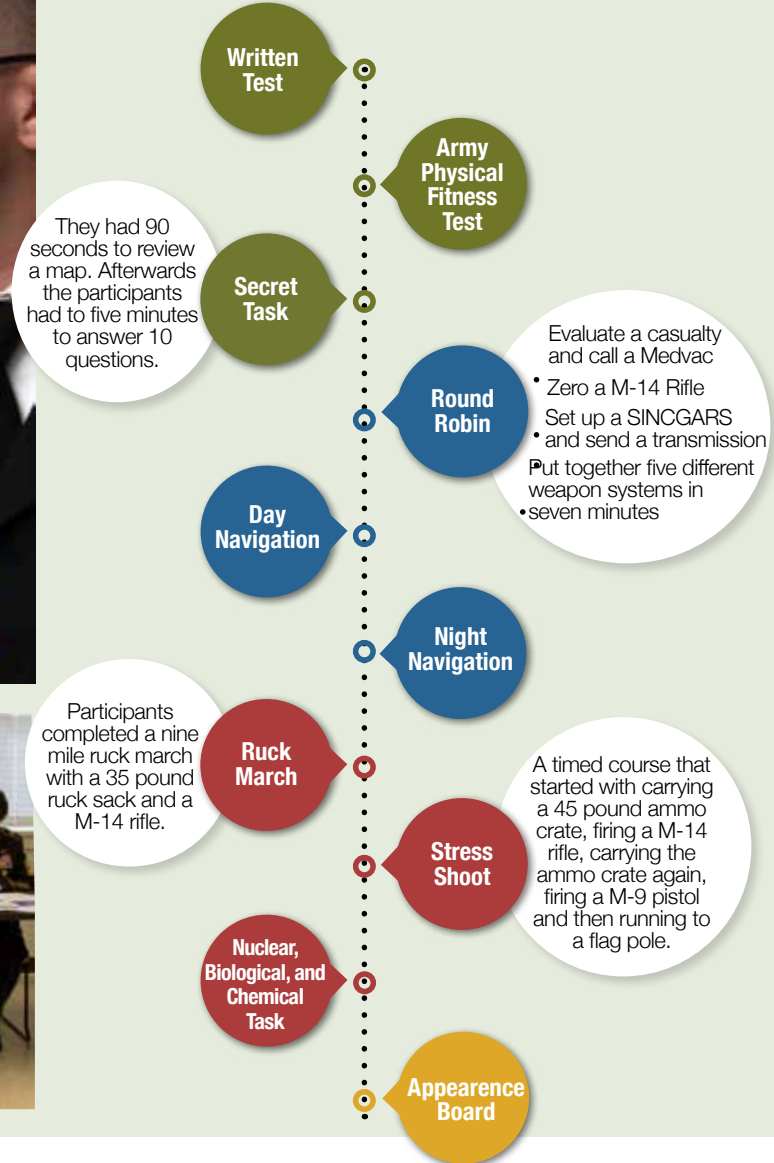 Written
Test
Army
Physical
Fitness
Test
They had 90
seconds to review
a map. Afterwards
the participants
had to five minutes
to answer 10
questions.
Secret
Task
Round
Robin
Evaluate a casualty
and call a Medvac
• Zero a M-14 Rifle
Set up a SINCGARS
• and send a transmission
• Put together five different
weapon systems in
• seven minutes
Day
Navigation
Night
Navigation
Participants
completed a nine
mile ruck march
with a 35 pound
ruck sack and a
M-14 rifle.
Ruck
March
Stress
Shoot
A timed course that
started with carrying
a 45 pound ammo
crate, firing a M-14
rifle, carrying the
ammo crate again,
firing a M-9 pistol
and then running to
a flag pole.
Nuclear,
Biological, and
Chemical
Task
Appearence
Board